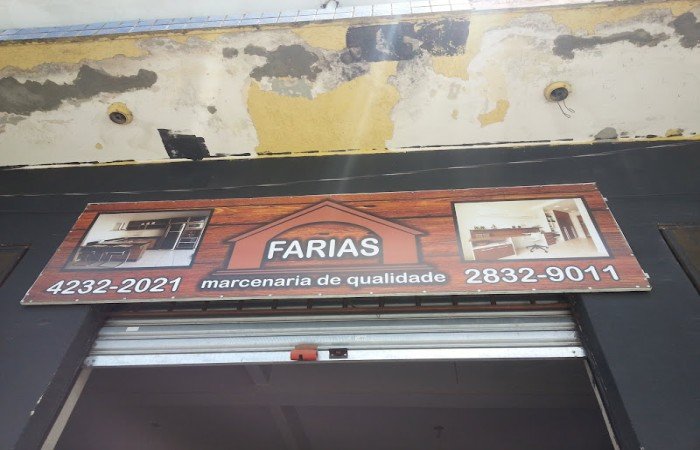 FARIAS
marcenaria de qualidade
4232-2021
2832-9011